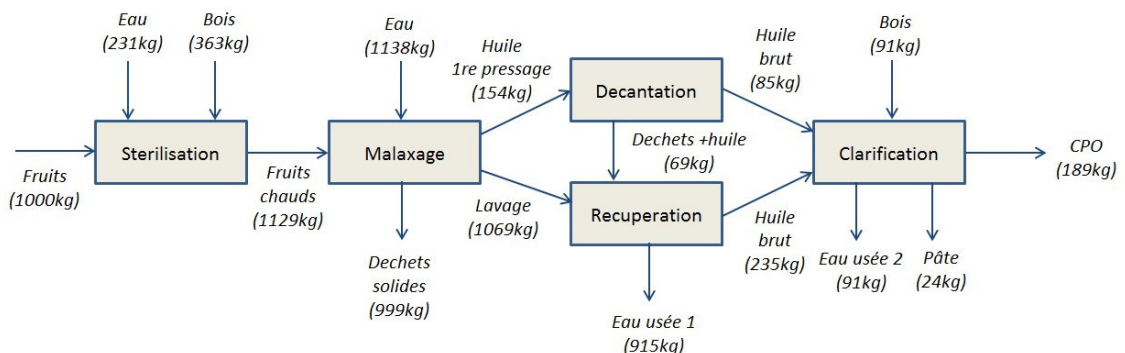 Eau
(231kg)
Bois
(363kg)
Eau
(1138kg)
Huile
1re pressage
(154kg)
Huile
brut
(85kg)
Bois
(91kg)
Decantation
Sterilisation
Malaxage
Dechets +huile
(69kg)
Clarification
CPO
(189kg)
Fruits
(1000kg)
Fruits
chauds
(1129kg)
Lavage
(1069kg)
Recuperation
Huile
brut
(235kg)
Dechets
solides
(999kg)
Eau usée 2
(91kg)
Pâte
(24kg)
Eau usée 1
(915kg)